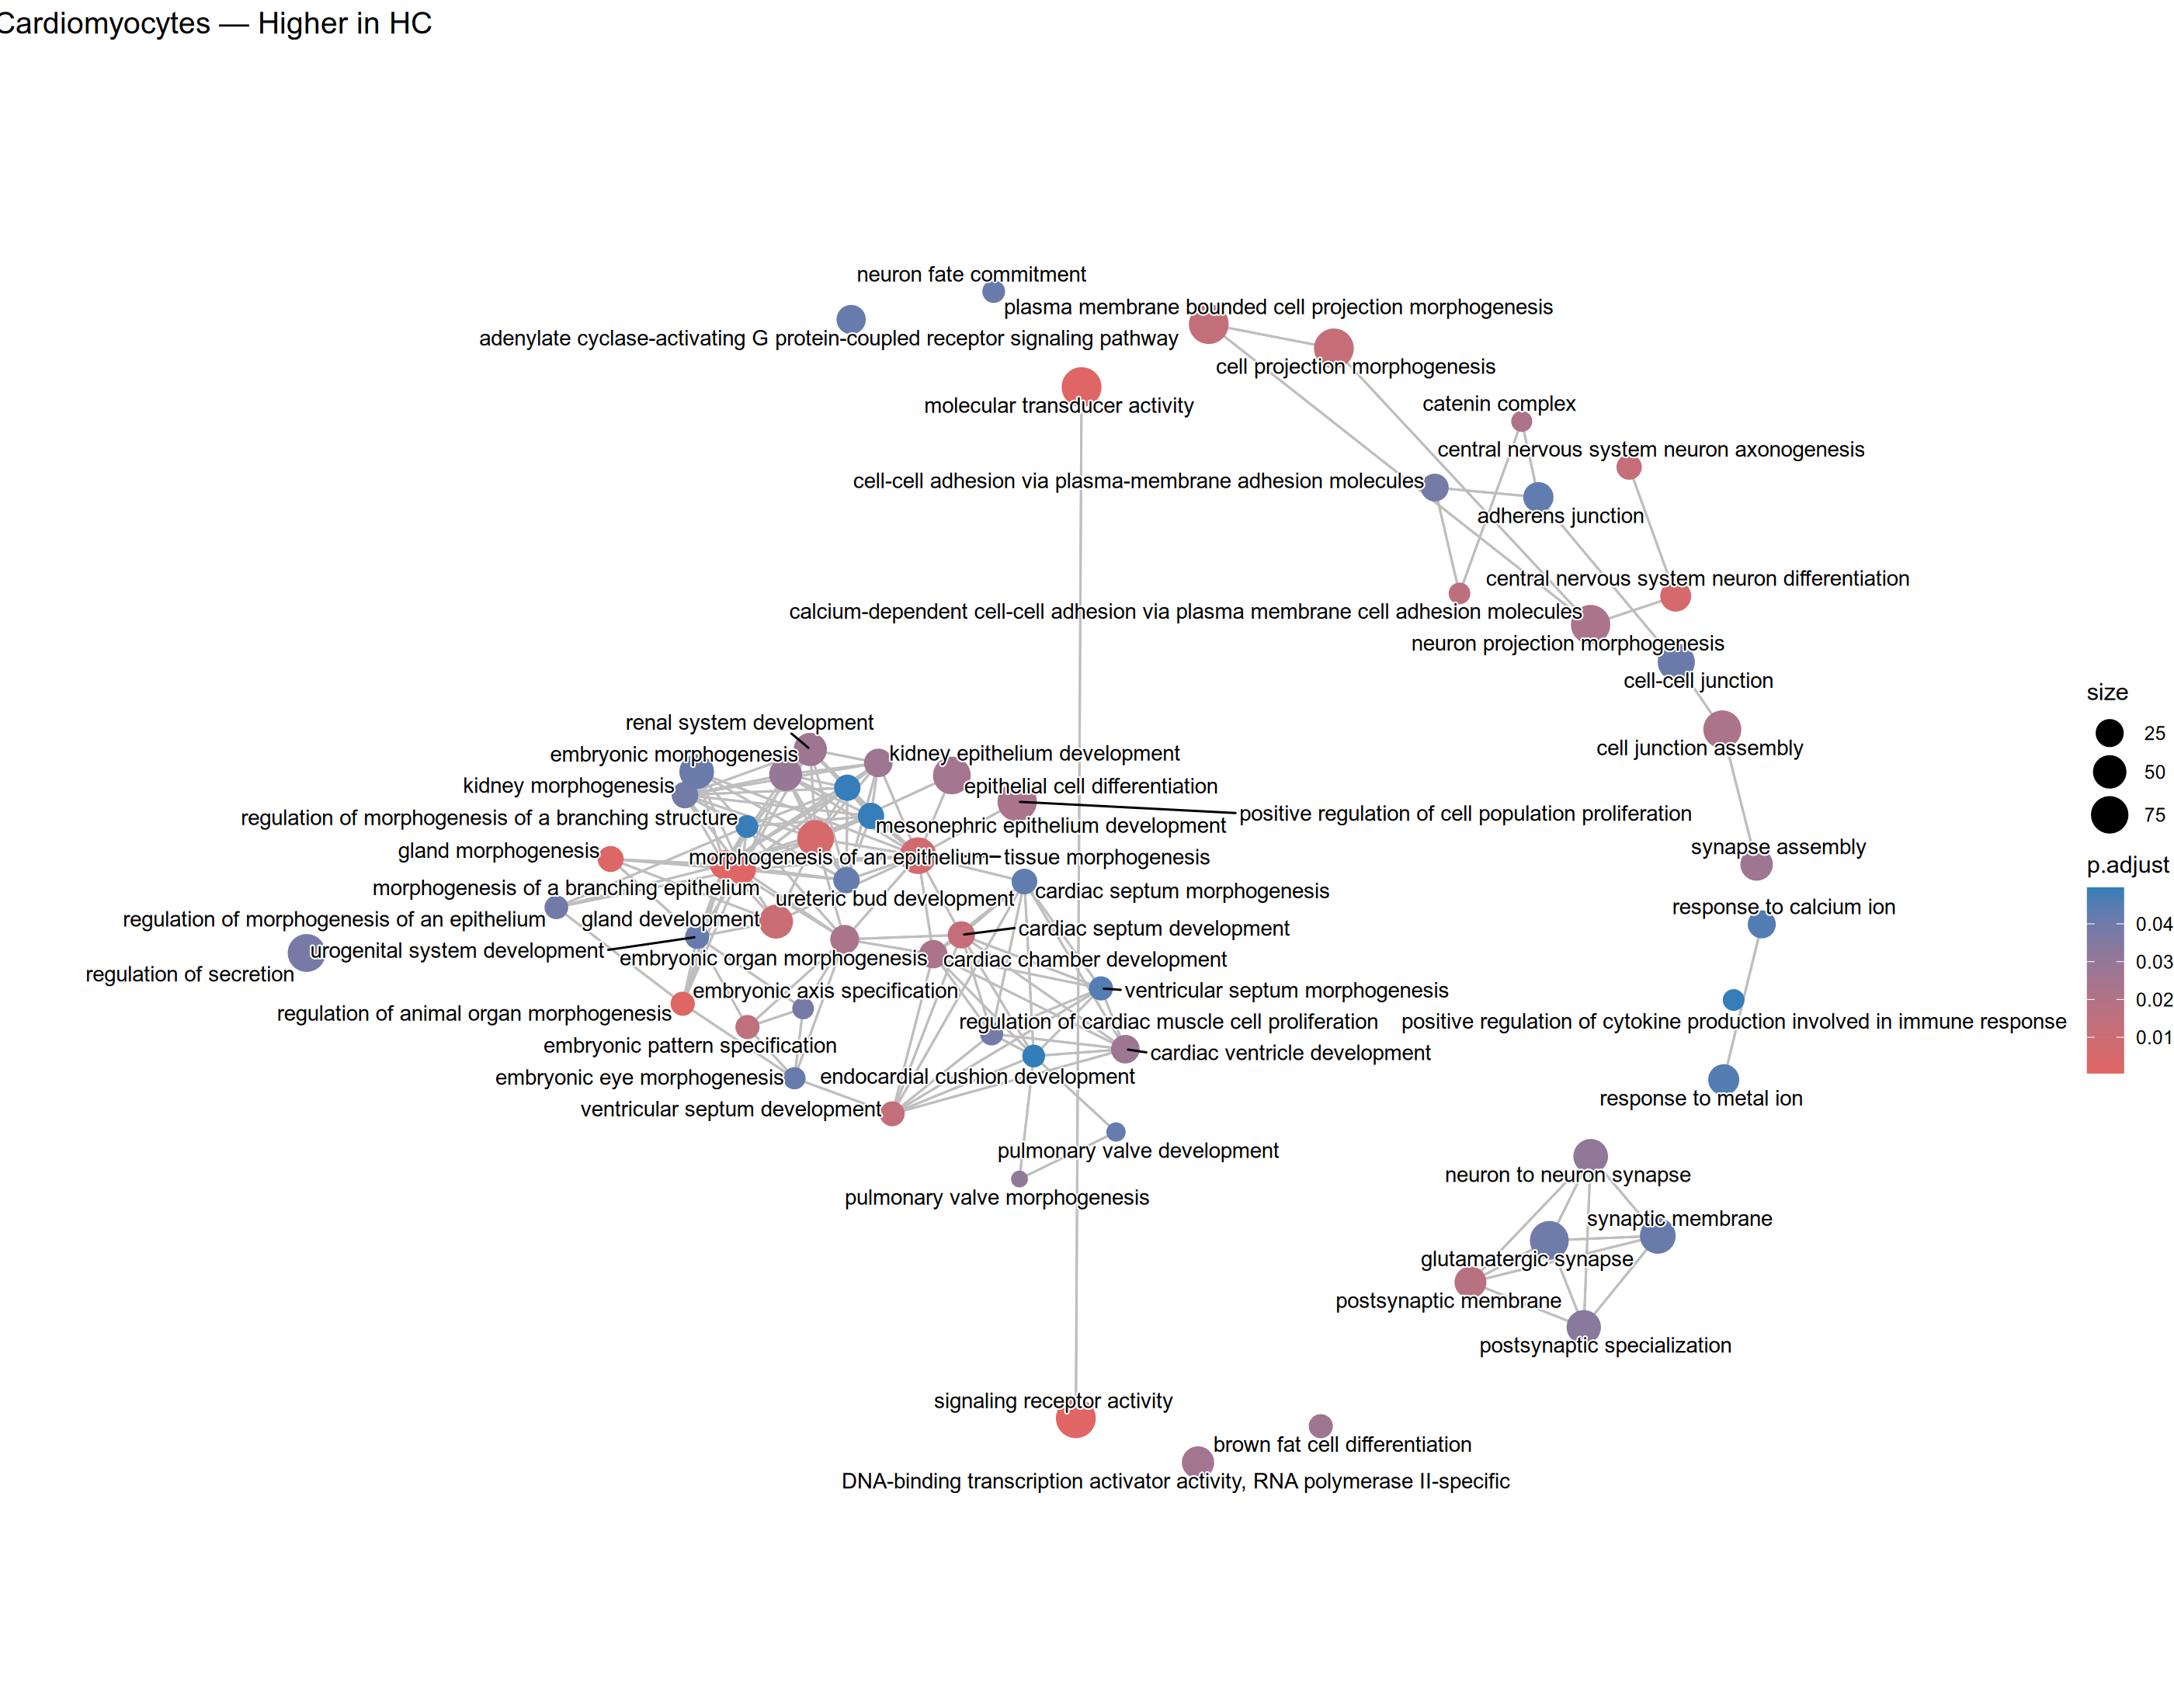 Cardiomyocytes — Higher in HC
neuron fate commitment
plasma membrane bounded cell projection morphogenesis
adenylate cyclase-activating G protein-coupled receptor signaling pathway
cell projection morphogenesis
molecular transducer activity
catenin complex
central nervous system neuron axonogenesis
cell-cell adhesion via plasma-membrane adhesion molecules
adherens junction
central nervous system neuron differentiation
calcium-dependent cell-cell adhesion via plasma membrane cell adhesion molecules
neuron projection morphogenesis
cell-cell junction
renal system development
cell junction assembly
embryonic morphogenesis
kidney epithelium development
kidney morphogenesis
epithelial cell differentiation
positive regulation of cell population proliferation
regulation of morphogenesis of a branching structure
mesonephric epithelium development
gland morphogenesis
morphogenesis of an epithelium
tissue morphogenesis
synapse assembly
morphogenesis of a branching epithelium
ureteric bud development
cardiac septum morphogenesis
response to calcium ion
regulation of morphogenesis of an epithelium
gland development
cardiac septum development
urogenital system development
embryonic organ morphogenesis
cardiac chamber development
regulation of secretion
embryonic axis specification
ventricular septum morphogenesis
regulation of animal organ morphogenesis
regulation of cardiac muscle cell proliferation
positive regulation of cytokine production involved in immune response
embryonic pattern specification
cardiac ventricle development
embryonic eye morphogenesis
endocardial cushion development
response to metal ion
ventricular septum development
pulmonary valve development
neuron to neuron synapse
pulmonary valve morphogenesis
synaptic membrane
glutamatergic synapse
postsynaptic membrane
postsynaptic specialization
signaling receptor activity
brown fat cell differentiation
DNA-binding transcription activator activity, RNA polymerase II-specific
size
25
50
75
p.adjust
0.04
0.03
0.02
0.01